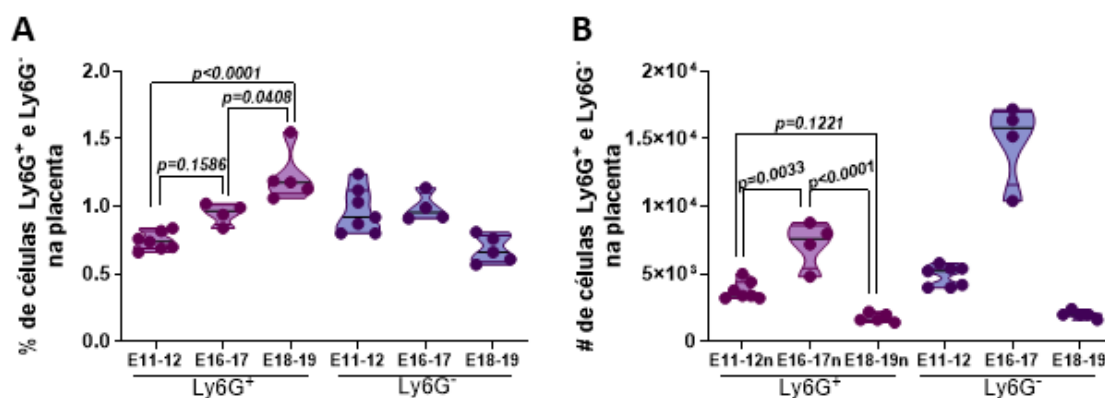 A
% de células Ly6G⁺ e Ly6G⁻
na placenta
2.0
1.5
1.0
0.5
0.0
p<0.0001
p=0.0408
p=0.1586
E11-12 E16-17 E18-19 E11-12 E16-17 E18-19
Ly6G⁺ Ly6G⁻
B
# de células Ly6G⁺ e Ly6G⁻
na placenta
2×10⁴
1×10⁴
1×10⁴
5×10³
0
p=0.1221
p=0.0033
p<0.0001
E11-12n E16-17n E18-19n E11-12 E16-17 E18-19
Ly6G⁺ Ly6G⁻